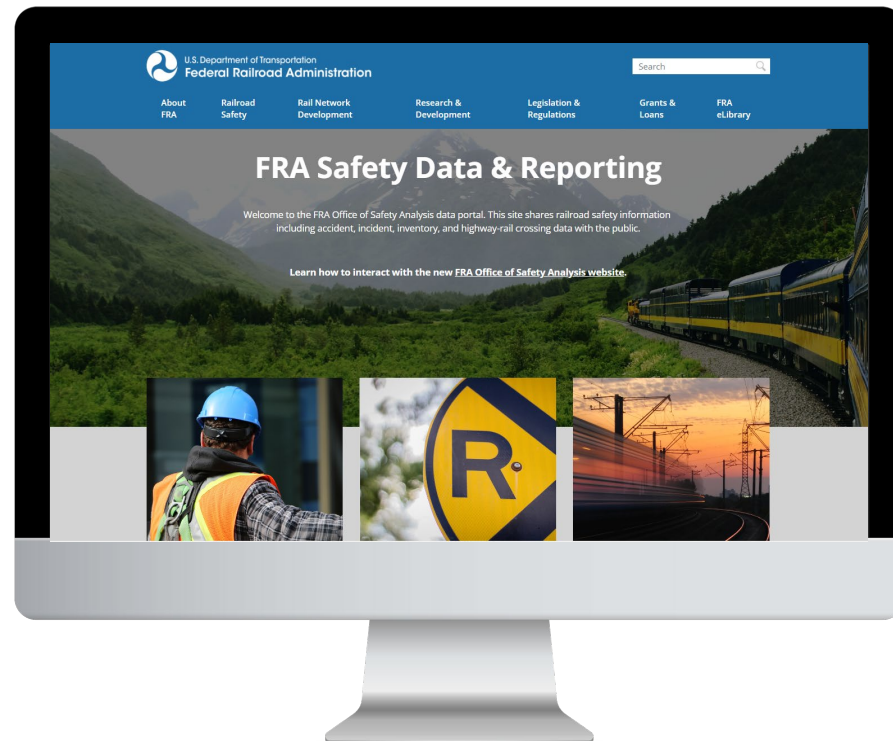 U.S. Department of Transportation
Federal Railroad Administration
Search
About FRA
Railroad Safety
Rail Network Development
Research & Development
Legislation & Regulations
Grants & Loans
FRA eLibrary
FRA Safety Data & Reporting
Welcome to the FRA Office of Safety Analysis data portal. This site shares railroad safety information
including accident, incident, inventory, and highway-rail crossing data with the public.
Learn how to interact with the new FRA Office of Safety Analysis website.
R